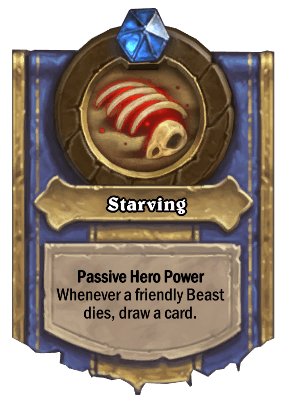 Starving
Passive Hero Power
Whenever a friendly Beast
dies, draw a card.